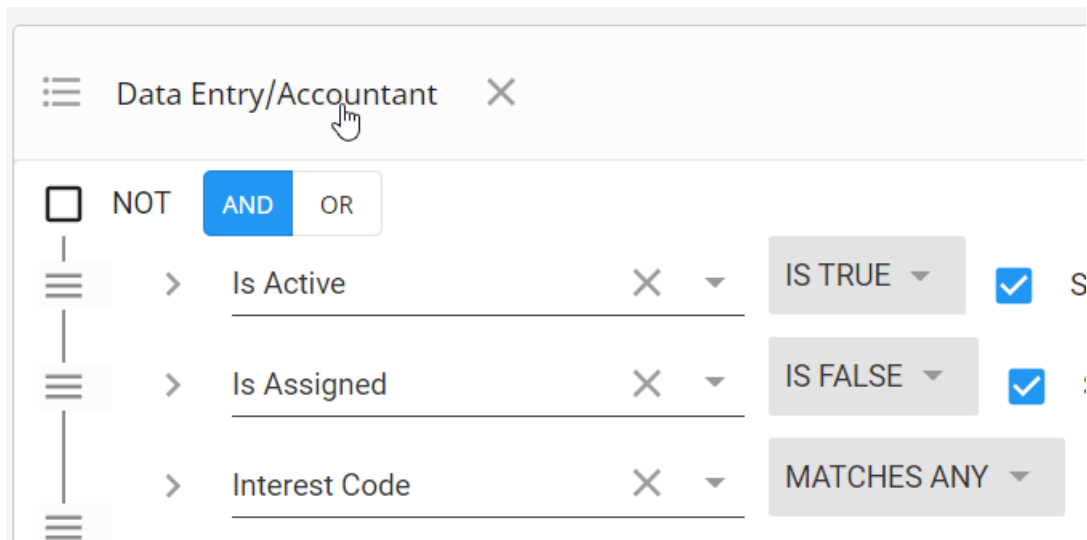 Data Entry/Accountant
NOT AND OR
Is Active IS TRUE S
Is Assigned IS FALSE
Interest Code MATCHES ANY